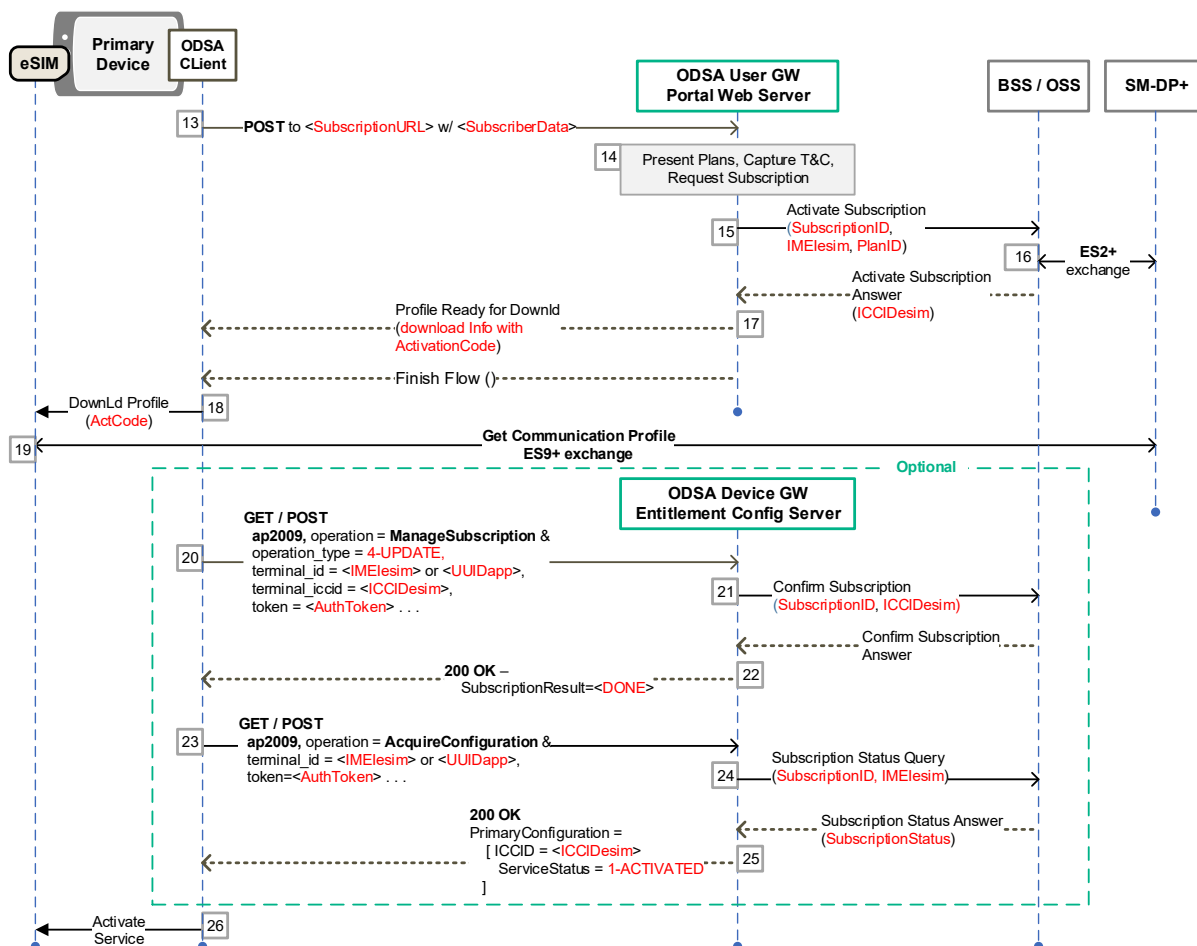 Primary
Device
eSIM
ODSA
CLient
ODSA User GW
Portal Web Server
BSS / OSS
SM-DP+
13
POST to <SubscriptionURL> w/ <SubscriberData>
14
Present Plans, Capture T&C,
Request Subscription
15
Activate Subscription
(SubscriptionID,
IMEIesim, PlanID)
16
ES2+
exchange
Activate Subscription
Answer
(ICCIDesim)
17
Profile Ready for Downld
(download Info with
ActivationCode)
Finish Flow ()
18
DownLd Profile
(ActCode)
19
Get Communication Profile
ES9+ exchange
Optional
ODSA Device GW
Entitlement Config Server
20
GET / POST
ap2009, operation = ManageSubscription &
operation_type = 4-UPDATE,
terminal_id = <IMEIesim> or <UUIDapp>,
terminal_iccid = <ICCIDesim>,
token = <AuthToken> . . .
21
Confirm Subscription
(SubscriptionID, ICCIDesim)
Confirm Subscription
Answer
22
200 OK –
SubscriptionResult=<DONE>
23
GET / POST
ap2009, operation = AcquireConfiguration &
terminal_id = <IMEIesim> or <UUIDapp>,
token=<AuthToken> . . .
24
Subscription Status Query
(SubscriptionID, IMEIesim)
Subscription Status Answer
(SubscriptionStatus)
25
200 OK
PrimaryConfiguration =
[ ICCID = <ICCIDesim>
ServiceStatus = 1-ACTIVATED
]
26
Activate
Service